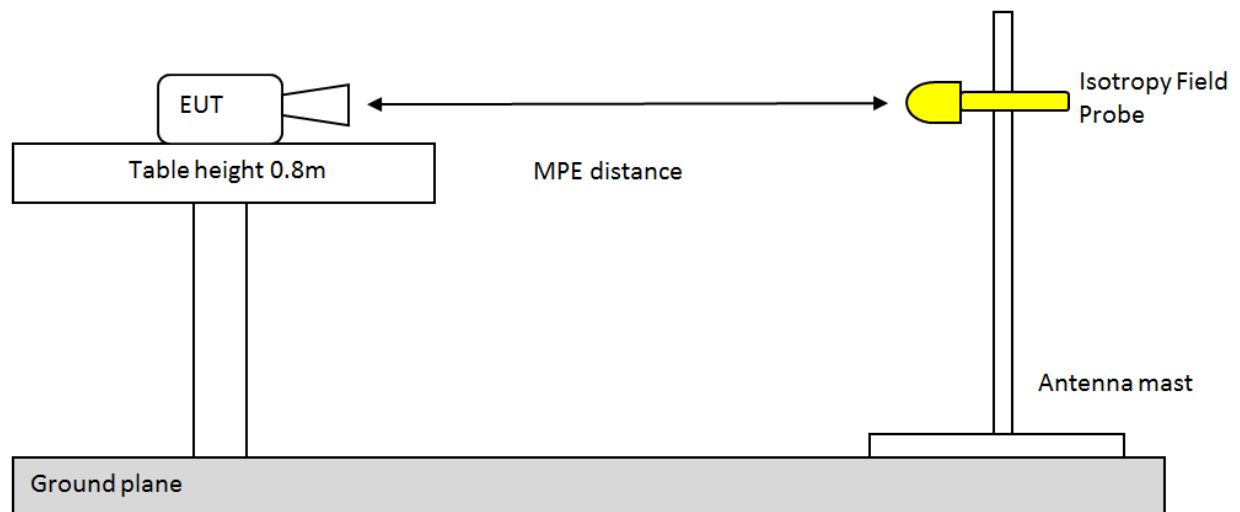 EUT
Isotropy Field
Probe
Table height 0.8m
MPE distance
Antenna mast
Ground plane